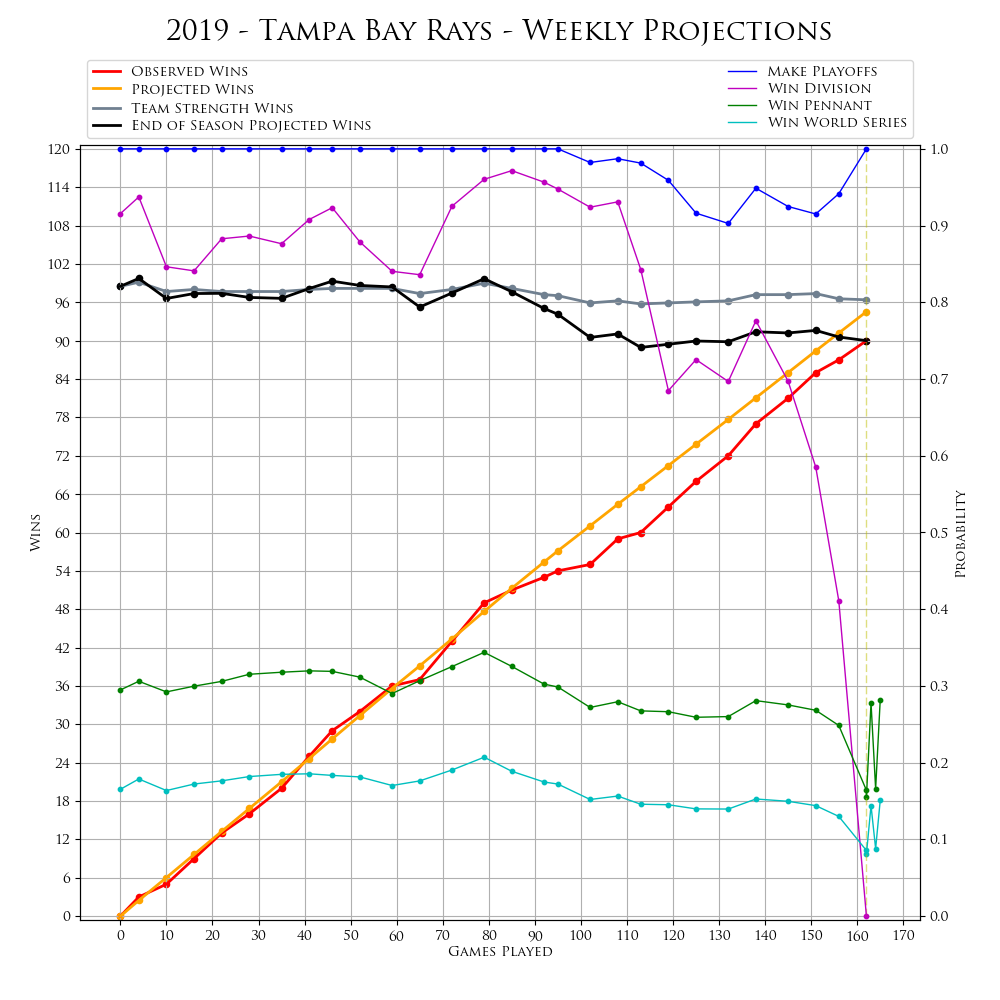 2019 - Tampa Bay Rays - Weekly Projections
Observed Wins
Projected Wins
Team Strength Wins
End of Season Projected Wins
Make Playoffs
Win Division
Win Pennant
Win World Series
120
114
108
102
96
90
84
78
72
66
60
54
48
42
36
30
24
18
12
6
0
Wins
1.0
0.9
0.8
0.7
0.6
0.5
0.4
0.3
0.2
0.1
0.0
Probability
0 10 20 30 40 50 60 70 80 90 100 110 120 130 140 150 160 170
Games Played